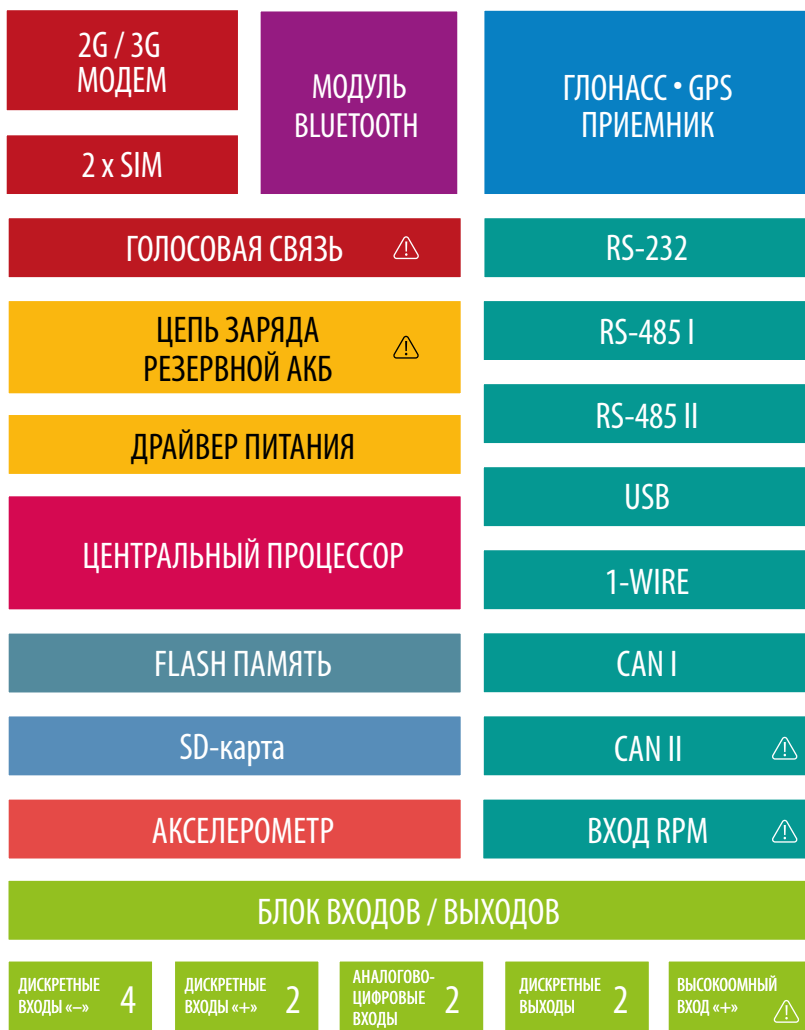 2G / 3G
МОДЕМ
2 x SIM
МОДУЛЬ
BLUETOOTH
ГЛОНАСС • GPS
ПРИЕМНИК
ГОЛОСОВАЯ СВЯЗЬ
ЦЕПЬ ЗАРЯДА
РЕЗЕРВНОЙ АКБ
ДРАЙВЕР ПИТАНИЯ
ЦЕНТРАЛЬНЫЙ ПРОЦЕССОР
FLASH ПАМЯТЬ
SD-карта
АКСЕЛЕРОМЕТР
RS-232
RS-485 I
RS-485 II
USB
1-WIRE
CAN I
CAN II
ВХОД RPM
БЛОК ВХОДОВ / ВЫХОДОВ
ДИСКРЕТНЫЕ
ВХОДЫ «–» 4
ДИСКРЕТНЫЕ
ВХОДЫ «+» 2
АНАЛОГОВО-
ЦИФРОВЫЕ 2
ВХОДЫ
ДИСКРЕТНЫЕ
ВЫХОДЫ 2
ВЫСОКООМНЫЙ
ВХОД «+»